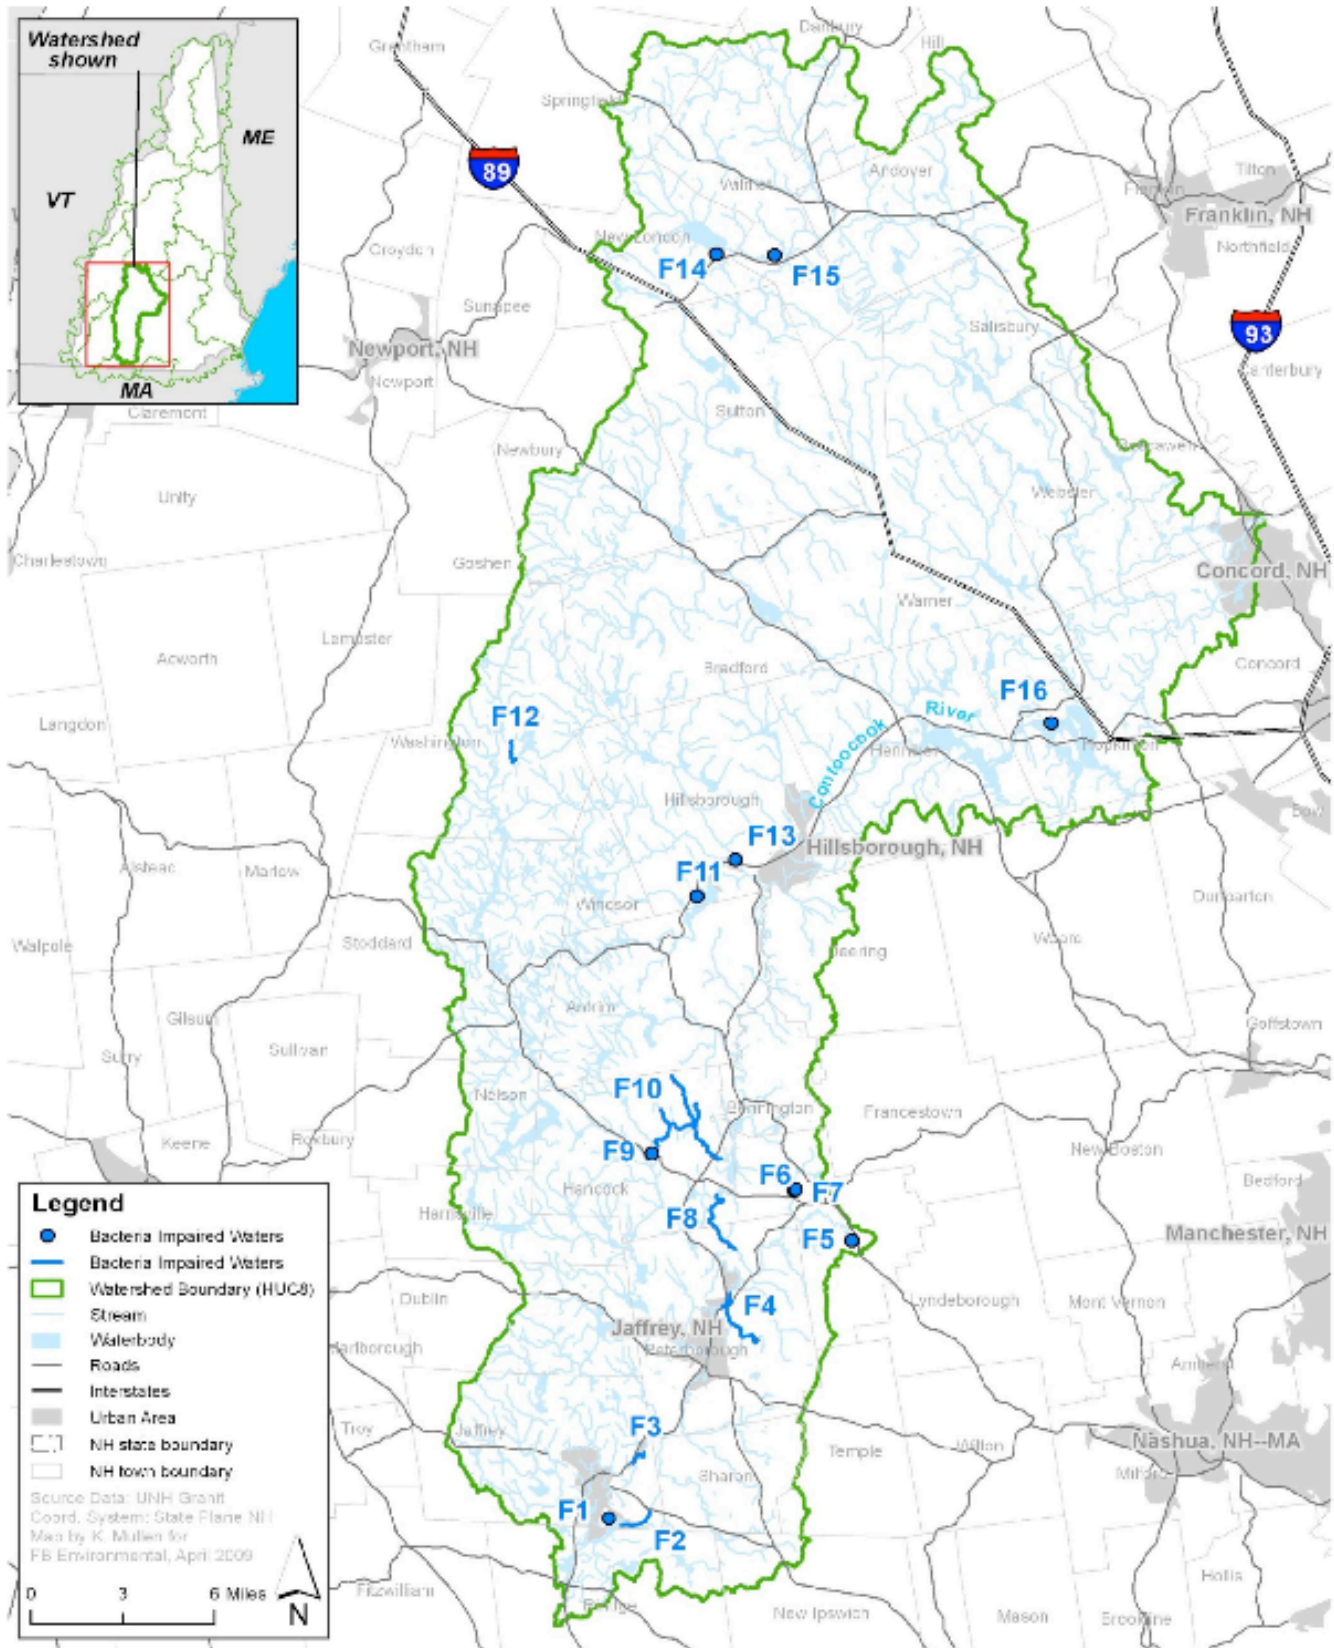 Watershed
shown
ME
VT
MA
Grantham
Danbury
Hill
Springfield
89
Wilmot
Andover
Tilton
Franklin
Franklin, NH
Northfield
New London
Croydon
F14
F15
Sunapee
Salisbury
93
Newport, NH
Canterbury
Newport
Claremont
Sutton
Newbury
Boscawen
Unity
Webster
Charlestown
Goshen
Concord, NH
Warner
Lempster
Acworth
Bradford
Concord
F16
Langdon
F12
Contoocook River
Washington
Henniker
Hopkinton
Hillsborough
Bow
F13
Hillsborough, NH
Alstead
Marlow
F11
Windsor
Dunbarton
Walpole
Stoddard
Deering
Weare
Antrim
Gilsum
Goffstown
Surry
Sullivan
Nelson
F10
Bennington
Francestown
Keene
Roxbury
F9
New Boston
F6
F7
Hancock
Bedford
Harrisville
F8
F5
Manchester, NH
Dublin
F4
Lyndeborough
Mont Vernon
Jaffrey, NH
Peterborough
Marlborough
Amherst
F3
Troy
Jaffrey
Temple
Wilton
Nashua, NH--MA
Sharon
Milford
F1
F2
Fitzwilliam
Rindge
New Ipswich
Mason
Brookline
Hollis
Legend
Bacteria Impaired Waters
Bacteria Impaired Waters
Watershed Boundary (HUC8)
Stream
Waterbody
Roads
Interstates
Urban Area
NH state boundary
NH town boundary
Source Data: UNH Granit
Coord. System: State Plane NH
Map by K. Mullen for
FB Environmental, April 2009
0 3 6 Miles
N